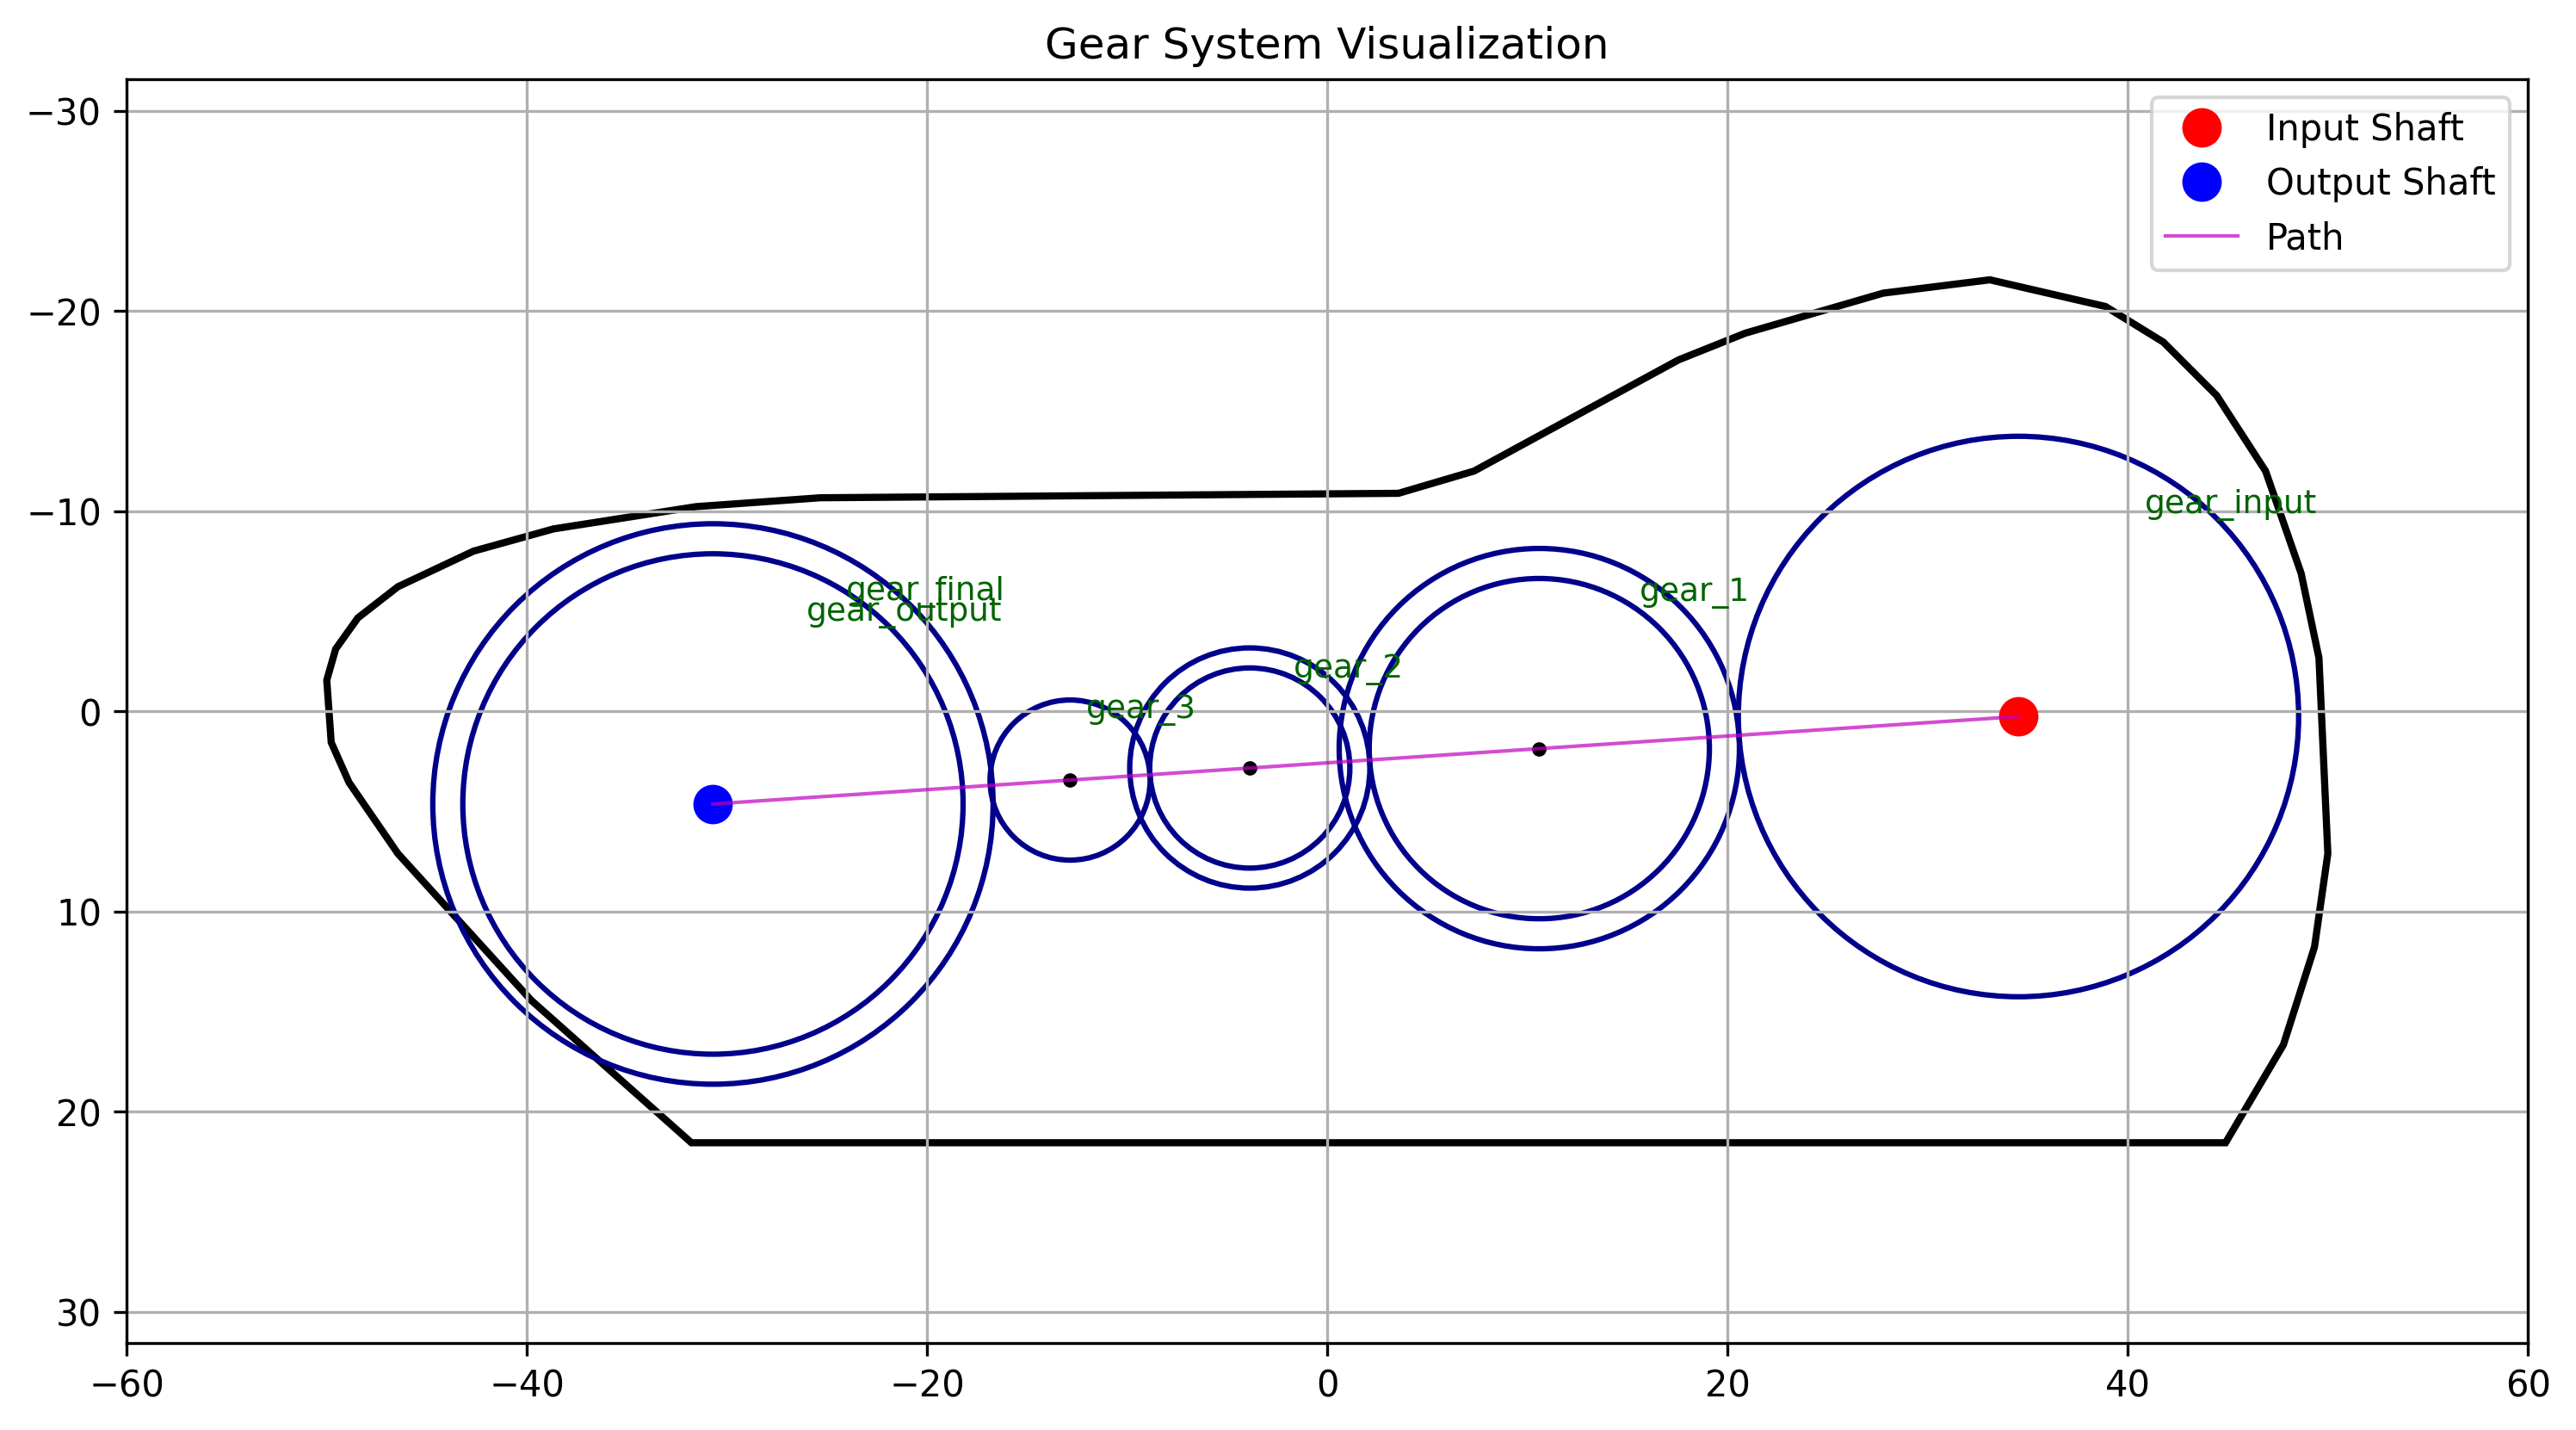 Gear System Visualization
Input Shaft
Output Shaft
Path
−30
−20
−10
0
10
20
30
gear_input
gear_final
gear_output
gear_1
gear_2
gear_3
−60
−40
−20
0
20
40
60